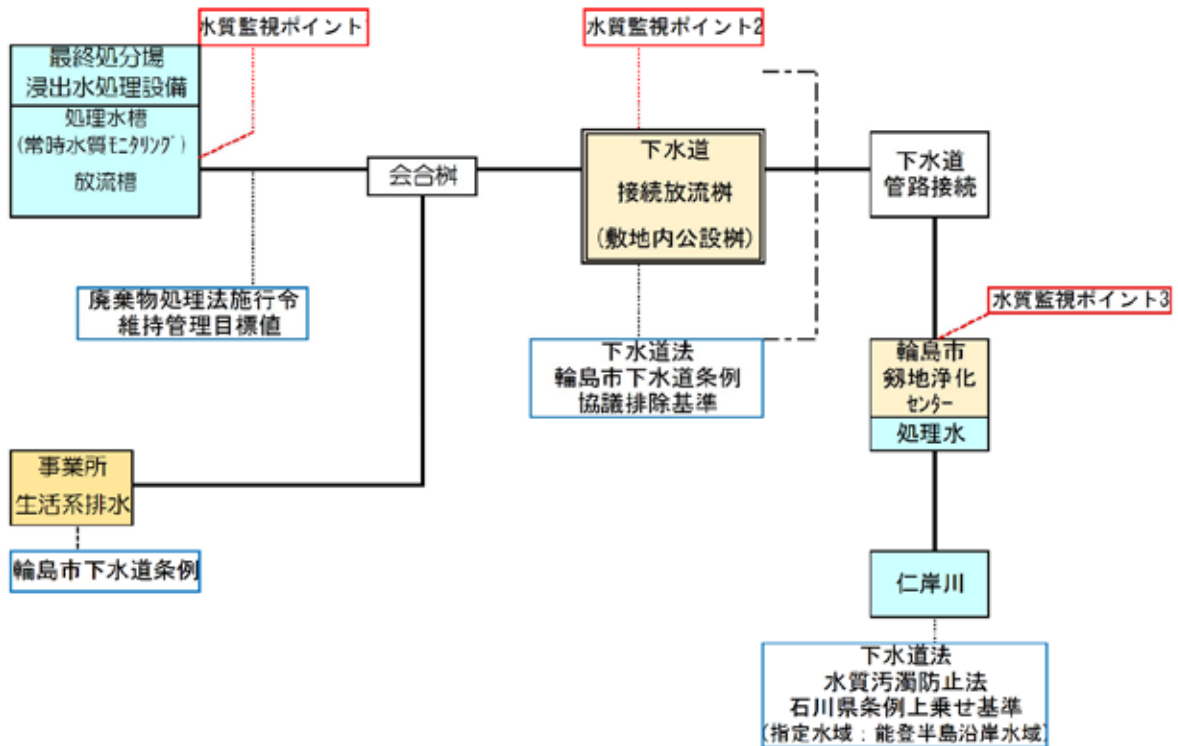 水質監視ポイント1
水質監視ポイント2
最終処分場
浸出水処理設備
処理水槽
(常時水質モニタリング)
放流槽
会合桝
下水道
接続放流桝
(敷地内公設桝)
下水道
管路接続
廃棄物処理法施行令
維持管理目標値
水質監視ポイント3
下水道法
輪島市下水道条例
協議排除基準
輪島市
剱地浄化
センター
処理水
事業所
生活系排水
輪島市下水道条例
仁岸川
下水道法
水質汚濁防止法
石川県条例上乗せ基準
(指定水域：能登半島沿岸水域)